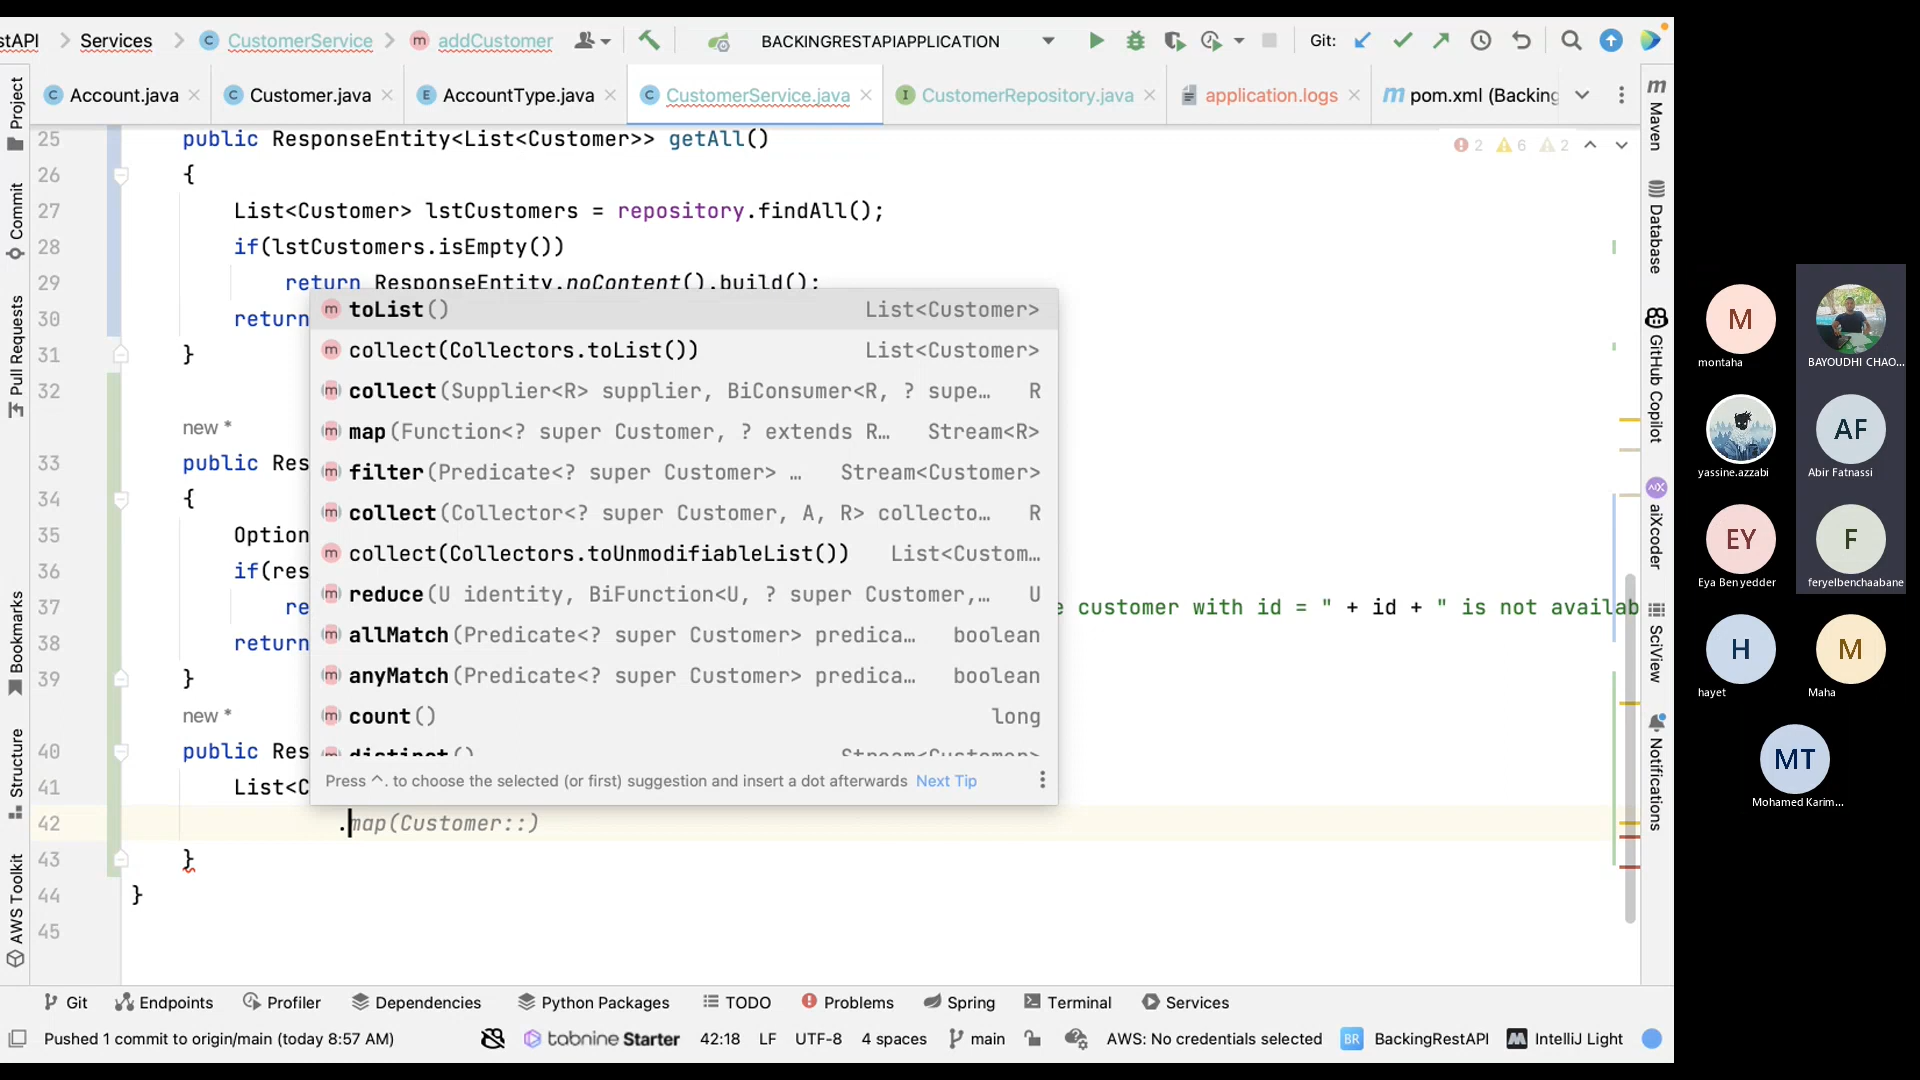 stAPI Services CustomerService addCustomer BACKINGRESTAPIAPPLICATION Git:
Account.java Customer.java AccountType.java CustomerService.java CustomerRepository.java application.logs pom.xml (Backing
Project
Commit
Pull Requests
Bookmarks
Structure
AWS Toolkit
2 6 2
25 public ResponseEntity<List<Customer>> getAll()
26 {
27 List<Customer> lstCustomers = repository.findAll();
28 if(lstCustomers.isEmpty())
29 return ResponseEntity.noContent().build();
30 return
31 }
32
new *
33 public Res
34 {
35 Option
36 if(res
37 re e customer with id = " + id + " is not availab
38 return
39 }
new *
40 public Res
41 List<C
42 .map(Customer::)
43 }
44 }
45
toList() List<Customer>
collect(Collectors.toList()) List<Customer>
collect(Supplier<R> supplier, BiConsumer<R, ? supe… R
map(Function<? super Customer, ? extends R… Stream<R>
filter(Predicate<? super Customer> … Stream<Customer>
collect(Collector<? super Customer, A, R> collecto… R
collect(Collectors.toUnmodifiableList()) List<Custom…
reduce(U identity, BiFunction<U, ? super Customer,… U
allMatch(Predicate<? super Customer> predica… boolean
anyMatch(Predicate<? super Customer> predica… boolean
count() long
distinct() Stream<Customer>
Press ^. to choose the selected (or first) suggestion and insert a dot afterwards Next Tip
m Maven
Database
GitHub Copilot
aiXcoder
SciView
Notifications
Git Endpoints Profiler Dependencies Python Packages TODO Problems Spring Terminal Services
Pushed 1 commit to origin/main (today 8:57 AM) tabnine Starter 42:18 LF UTF-8 4 spaces main AWS: No credentials selected BR BackingRestAPI IntelliJ Light
M
montaha
BAYOUDHI CHAO...
yassine.azzabi
AF
Abir Fatnassi
EY
Eya Ben yedder
F
feryelbenchaabane
H
hayet
M
Maha
MT
Mohamed Karim...